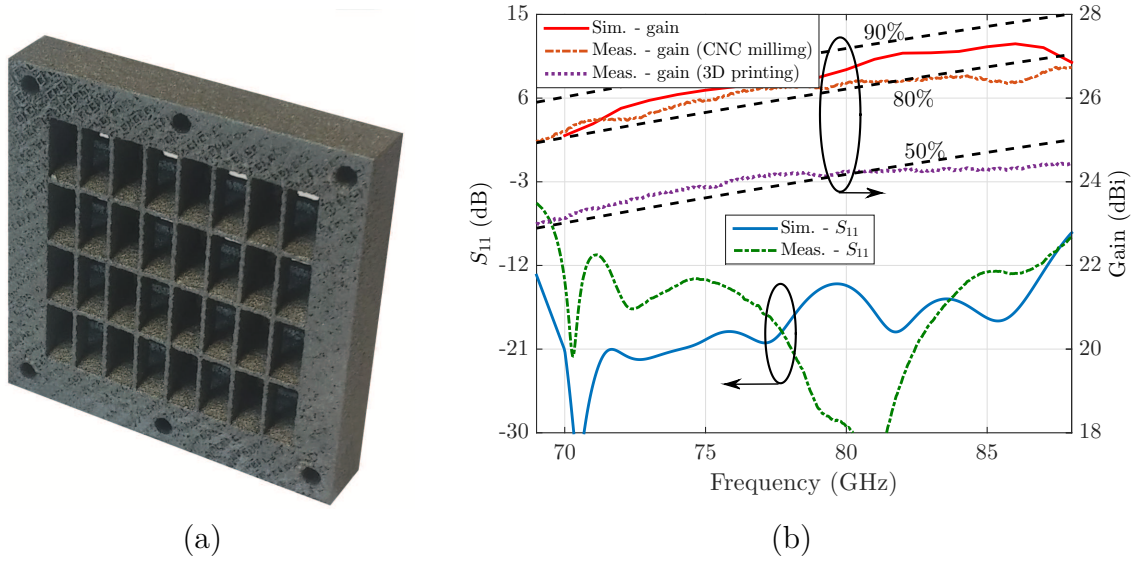 15
6
-3
-12
-21
-30
S11 (dB)
Sim. - gain
Meas. - gain (CNC millimg)
Meas. - gain (3D printing)
90%
80%
50%
Sim. - S11
Meas. - S11
28
26
24
22
20
18
Gain (dBi)
70 75 80 85
Frequency (GHz)
(a) (b)